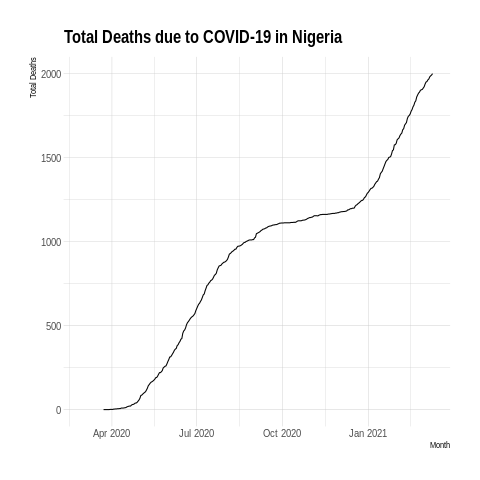 Total Deaths due to COVID-19 in Nigeria
Total Deaths
2000
1500
1000
500
0
Apr 2020 Jul 2020 Oct 2020 Jan 2021
Month